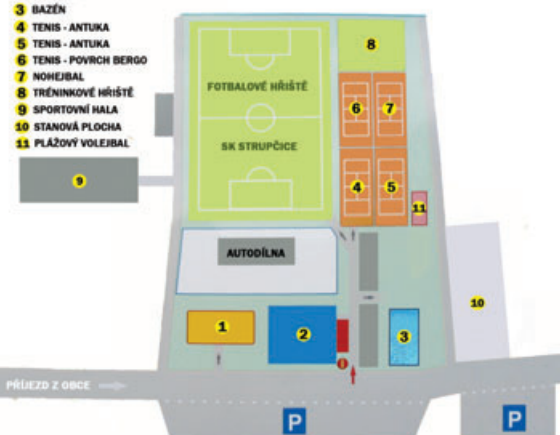 3 BAZÉN
4 TENIS - ANTUKA
5 TENIS - ANTUKA
6 TENIS - POVRCH BERGO
7 NOHEJBAL
8 TRÉNINKOVÉ HŘIŠTĚ
9 SPORTOVNÍ HALA
10 STANOVÁ PLOCHA
11 PLÁŽOVÝ VOLEJBAL
8
FOTBALOVÉ HŘIŠTĚ
6 7
SK STRUPČICE
9
4 5
11
AUTODÍLNA
10
1 2 3
PŘÍJEZD Z OBCE
P P